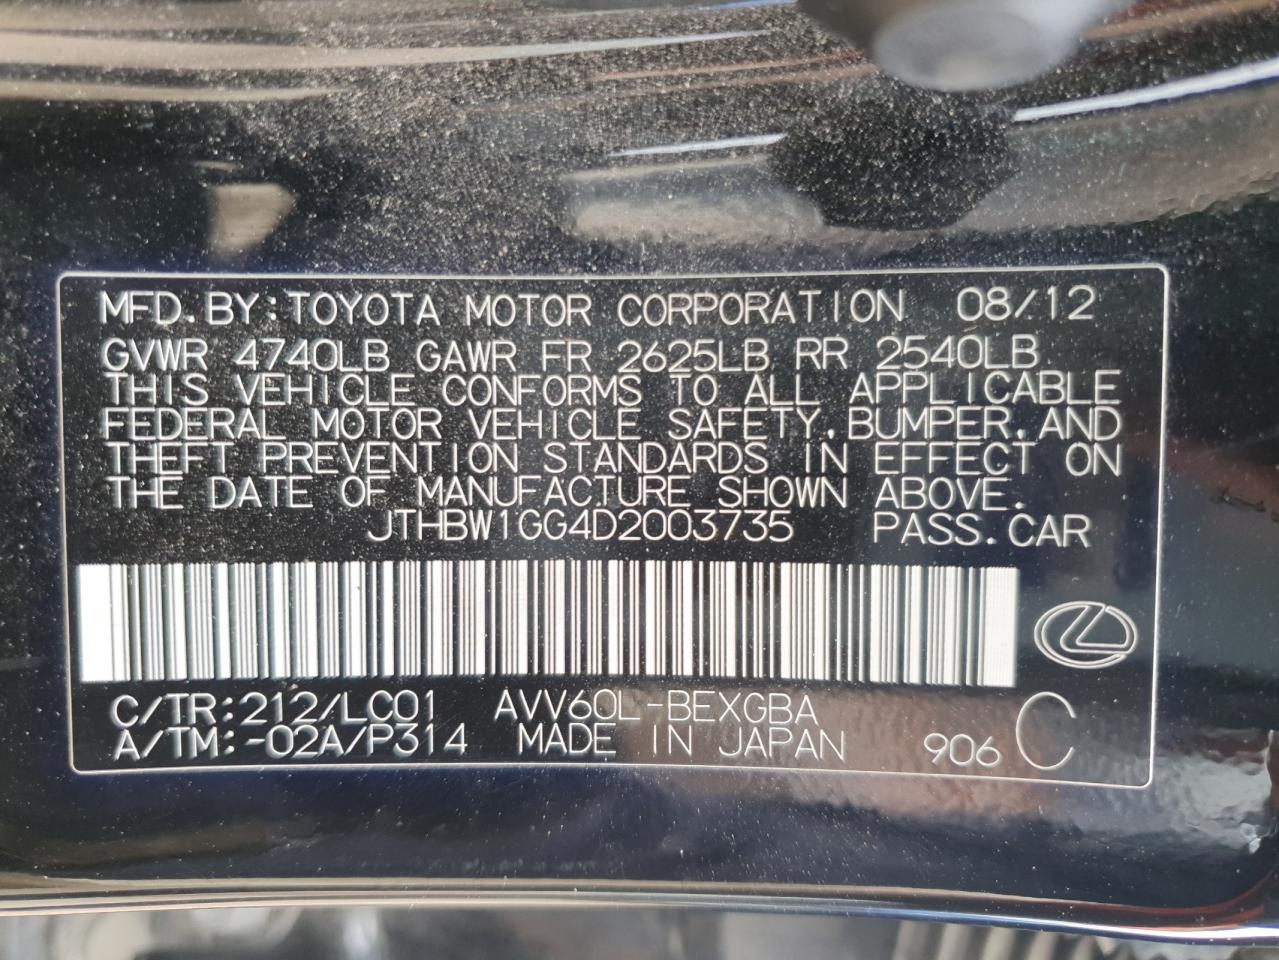 MFD.BY:TOYOTA MOTOR CORPORATION 08/12
GVWR 4740LB GAWR FR 2625LB RR 2540LB
THIS VEHICLE CONFORMS TO ALL APPLICABLE
FEDERAL MOTOR VEHICLE SAFETY,BUMPER,AND
THEFT PREVENTION STANDARDS IN EFFECT ON
THE DATE OF MANUFACTURE SHOWN ABOVE.
JTHBW1GG4D2003735 PASS.CAR
C/TR:212/LC01 AVV60L-BEXGBA
A/TM:-02A/P314 MADE IN JAPAN 906 C